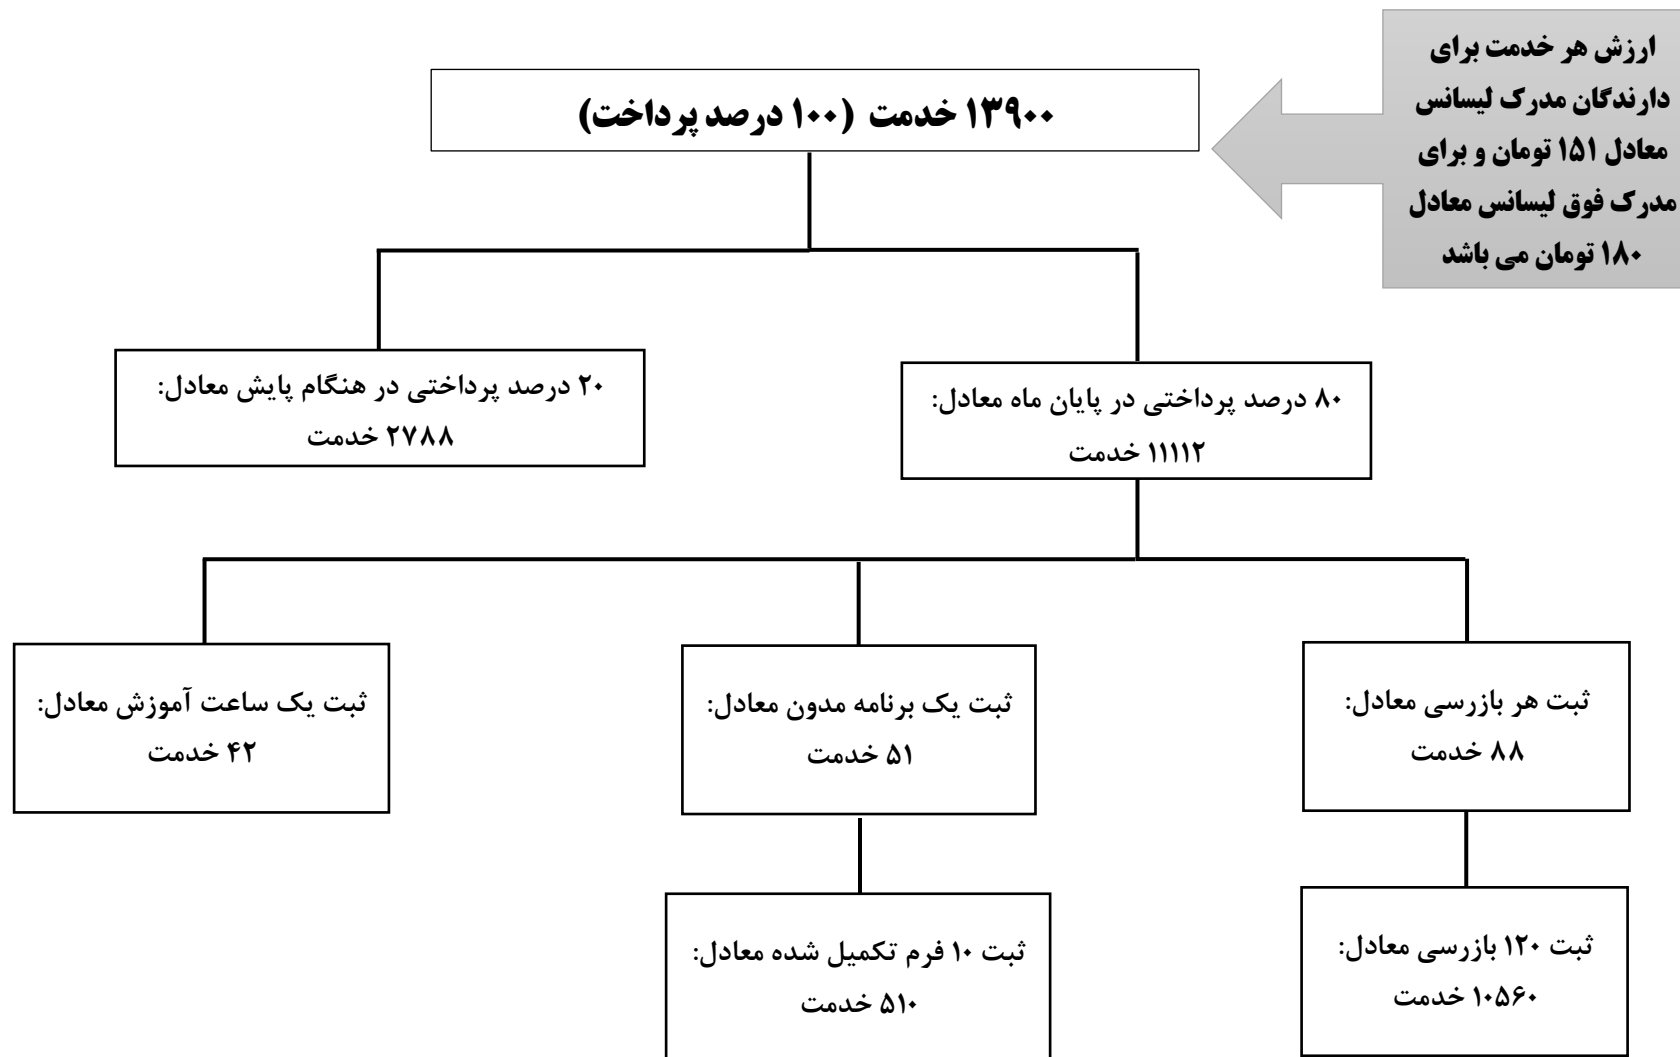 ارزش هر خدمت برای
دارندگان مدرک لیسانس
معادل ۱۵۱ تومان و برای
مدرک فوق لیسانس معادل
۱۸۰ تومان می باشد
۱۳۹۰۰ خدمت (۱۰۰ درصد پرداخت)
۸۰ درصد پرداختی در پایان ماه معادل:
۱۱۱۱۲ خدمت
۲۰ درصد پرداختی در هنگام پایش معادل:
۲۷۸۸ خدمت
ثبت هر بازرسی معادل:
۸۸ خدمت
ثبت یک برنامه مدون معادل:
۵۱ خدمت
ثبت یک ساعت آموزش معادل:
۴۲ خدمت
ثبت ۱۲۰ بازرسی معادل:
۱۰۵۶۰ خدمت
ثبت ۱۰ فرم تکمیل شده معادل:
۵۱۰ خدمت